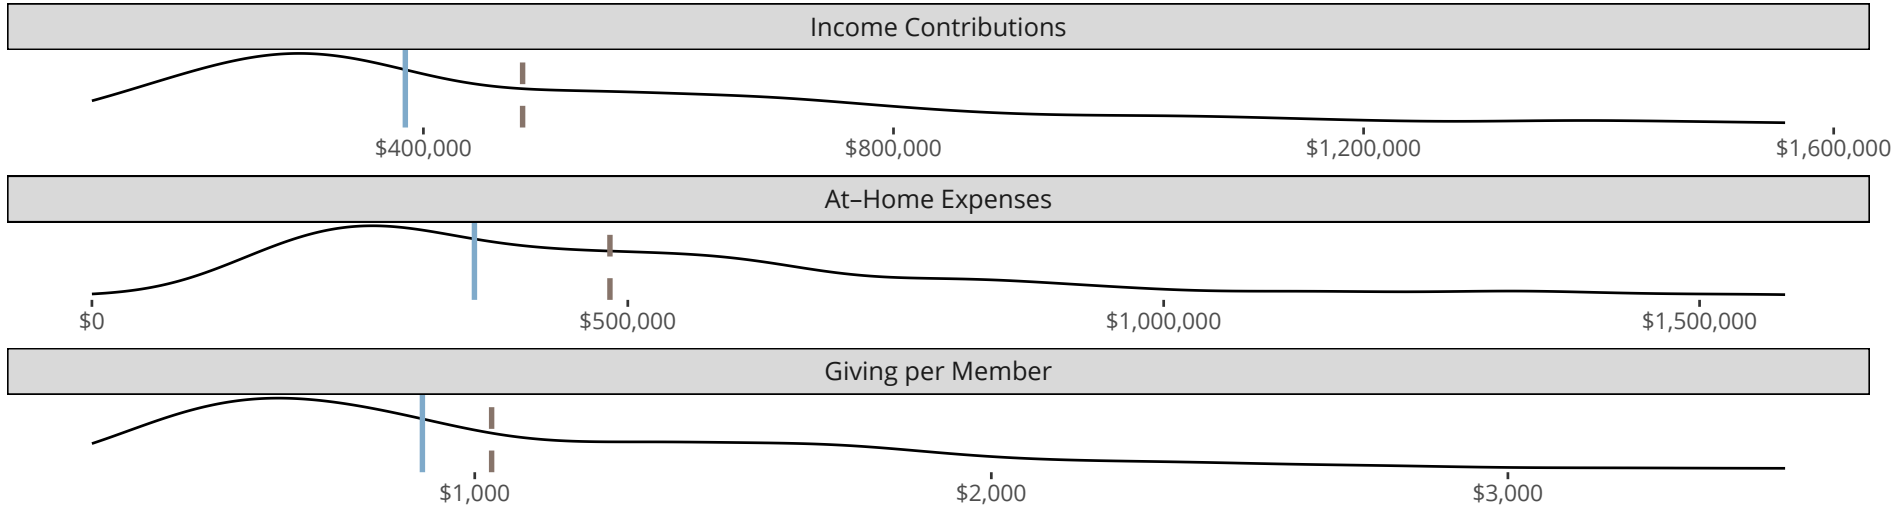 Income Contributions
$400,000 $800,000 $1,200,000 $1,600,000
At–Home Expenses
$0 $500,000 $1,000,000 $1,500,000
Giving per Member
$1,000 $2,000 $3,000